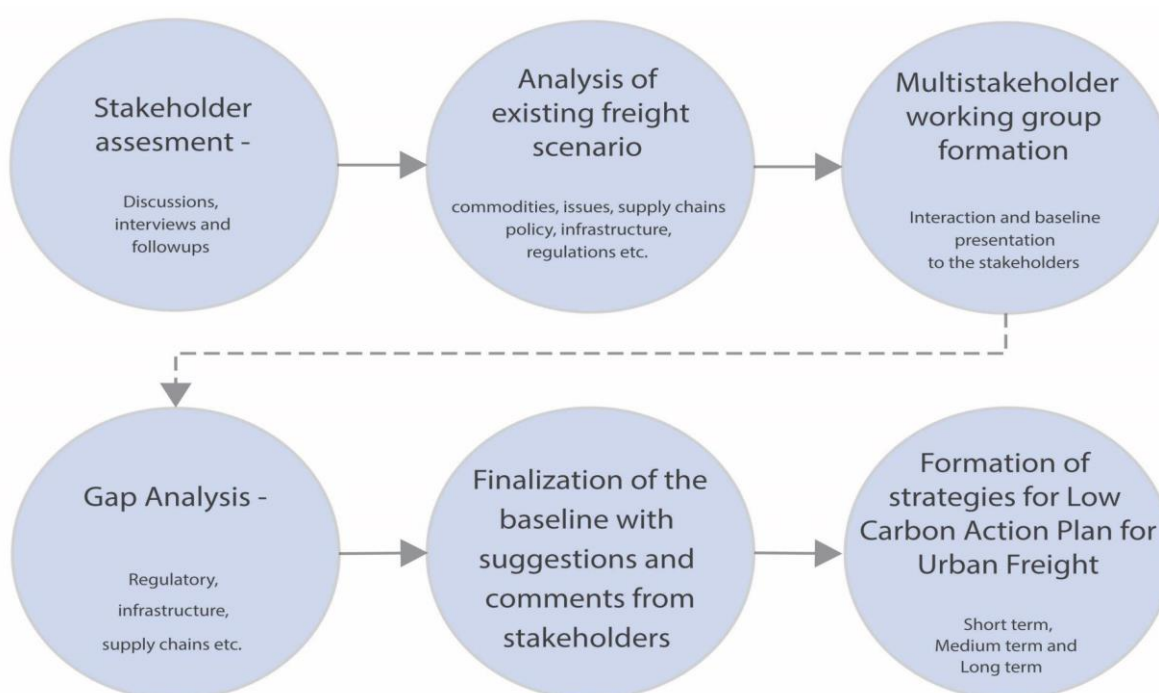 Stakeholder
assesment -
Discussions,
interviews and
followups
Analysis of
existing freight
scenario
commodities, issues, supply chains
policy, infrastructure,
regulations etc.
Multistakeholder
working group
formation
Interaction and baseline
presentation
to the stakeholders
Gap Analysis -
Regulatory,
infrastructure,
supply chains etc.
Finalization of the
baseline with
suggestions and
comments from
stakeholders
Formation of
strategies for Low
Carbon Action Plan for
Urban Freight
Short term,
Medium term and
Long term